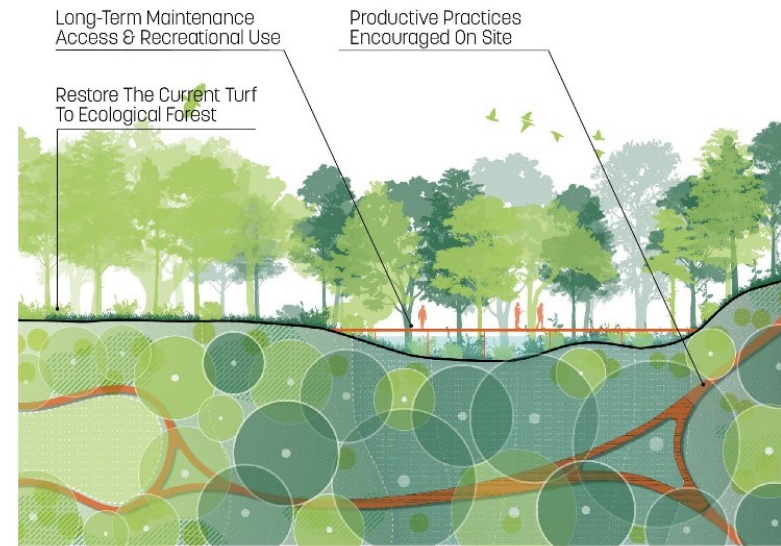 Long-Term Maintenance
Access & Recreational Use
Productive Practices
Encouraged On Site
Restore The Current Turf
To Ecological Forest